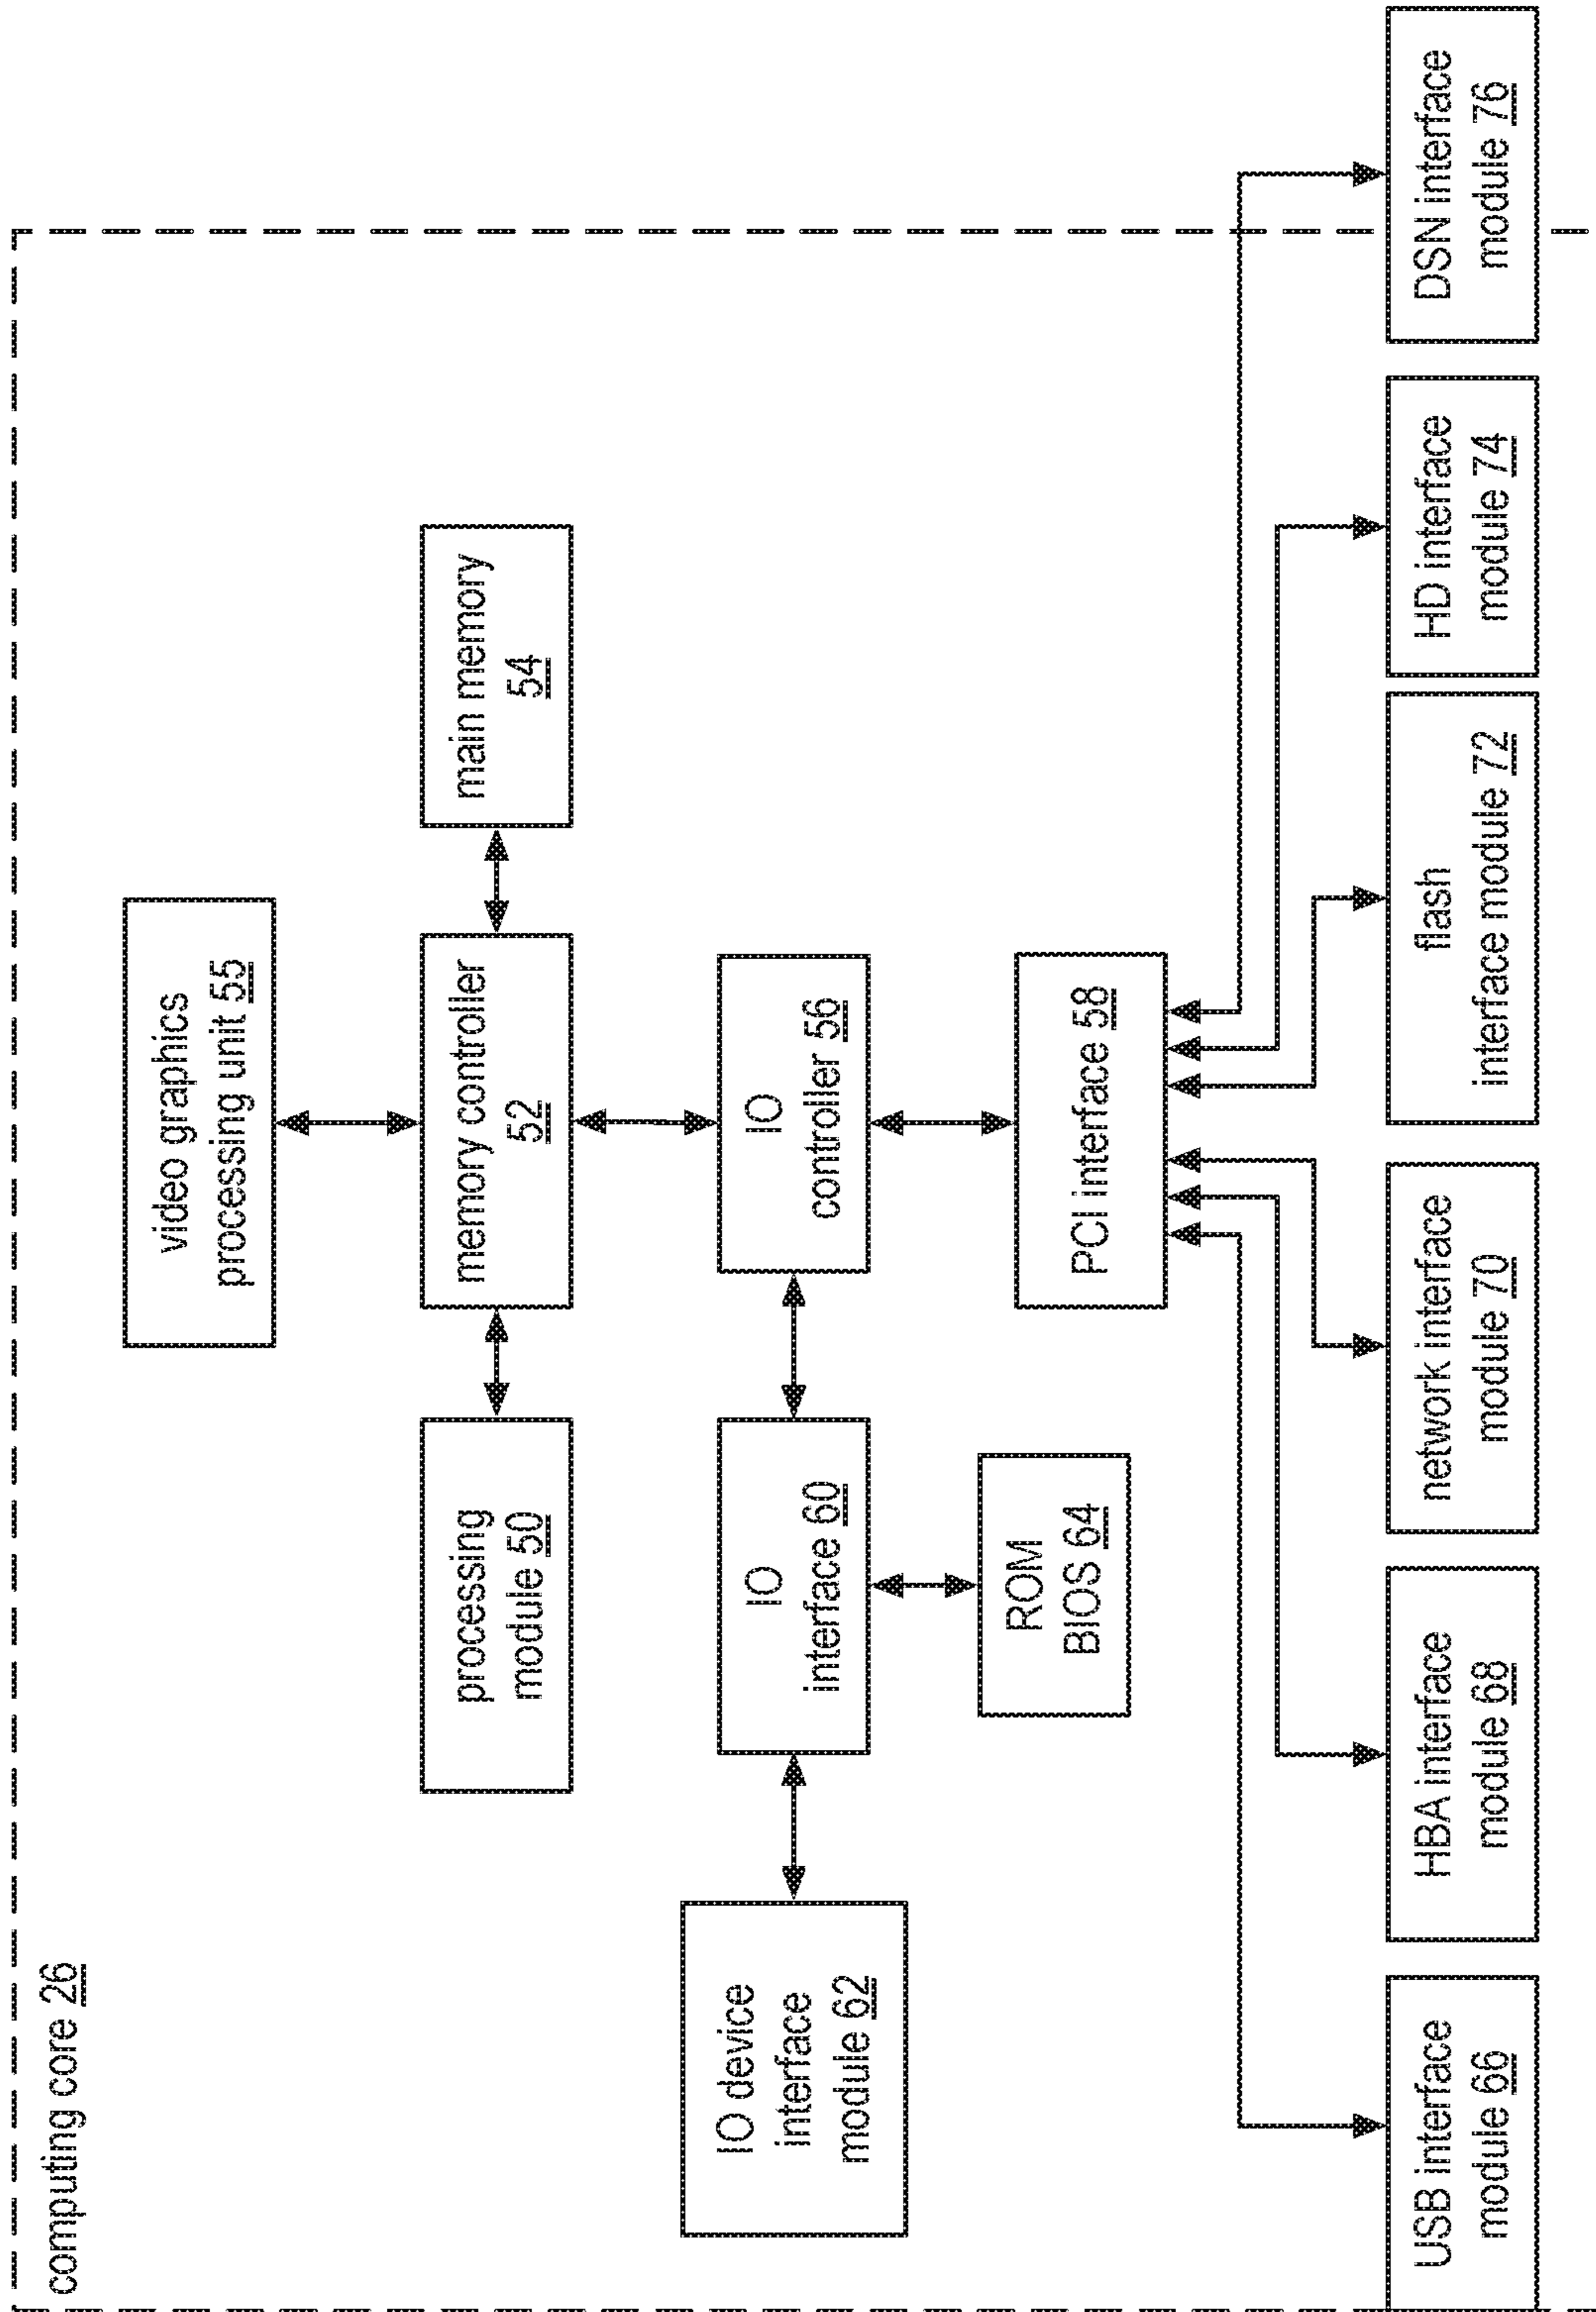 computing core 26
video graphics
processing unit 55
processing
module 50
memory controller
52
main memory
54
IO device
interface
module 62
IO
interface 60
IO
controller 56
ROM
BIOS 64
PCI interface 58
USB interface
module 66
HBA interface
module 68
network interface
module 70
flash
interface module 72
HD interface
module 74
DSN interface
module 76